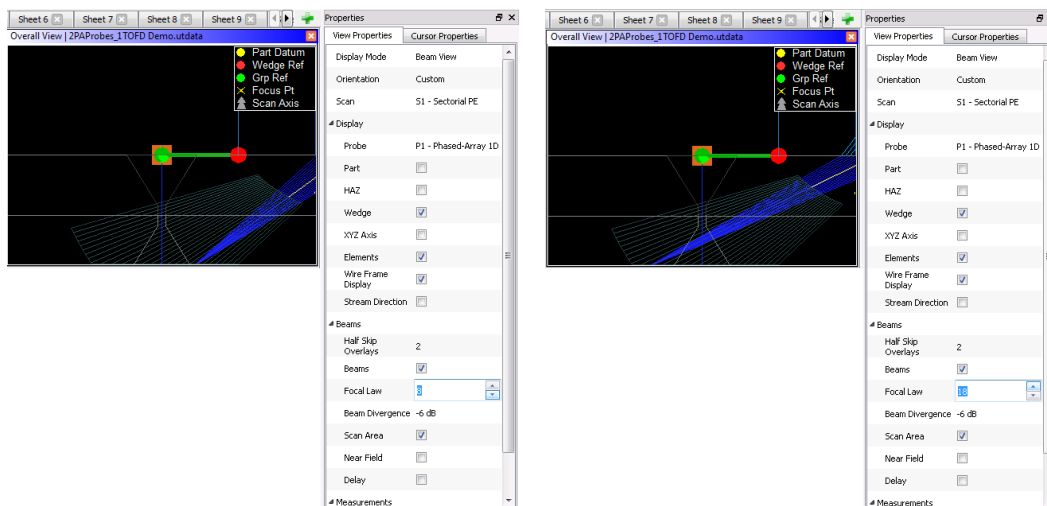 Sheet 6 Sheet 7 Sheet 8 Sheet 9
Overall View | 2PAProbes_1TOFD Demo.utdata
Part Datum
Wedge Ref
Grp Ref
Focus Pt
Scan Axis
Properties
View Properties Cursor Properties
Display Mode Beam View
Orientation Custom
Scan S1 - Sectorial PE
Display
Probe P1 - Phased-Array 1D
Part
HAZ
Wedge
XYZ Axis
Elements
Wire Frame
Display
Stream Direction
Beams
Half Skip
Overlays 2
Beams
Focal Law 8
Beam Divergence -6 dB
Scan Area
Near Field
Delay
Measurements
Sheet 6 Sheet 7 Sheet 8 Sheet 9
Overall View | 2PAProbes_1TOFD Demo.utdata
Part Datum
Wedge Ref
Grp Ref
Focus Pt
Scan Axis
Properties
View Properties Cursor Properties
Display Mode Beam View
Orientation Custom
Scan S1 - Sectorial PE
Display
Probe P1 - Phased-Array 1D
Part
HAZ
Wedge
XYZ Axis
Elements
Wire Frame
Display
Stream Direction
Beams
Half Skip
Overlays 2
Beams
Focal Law 18
Beam Divergence -6 dB
Scan Area
Near Field
Delay
Measurements